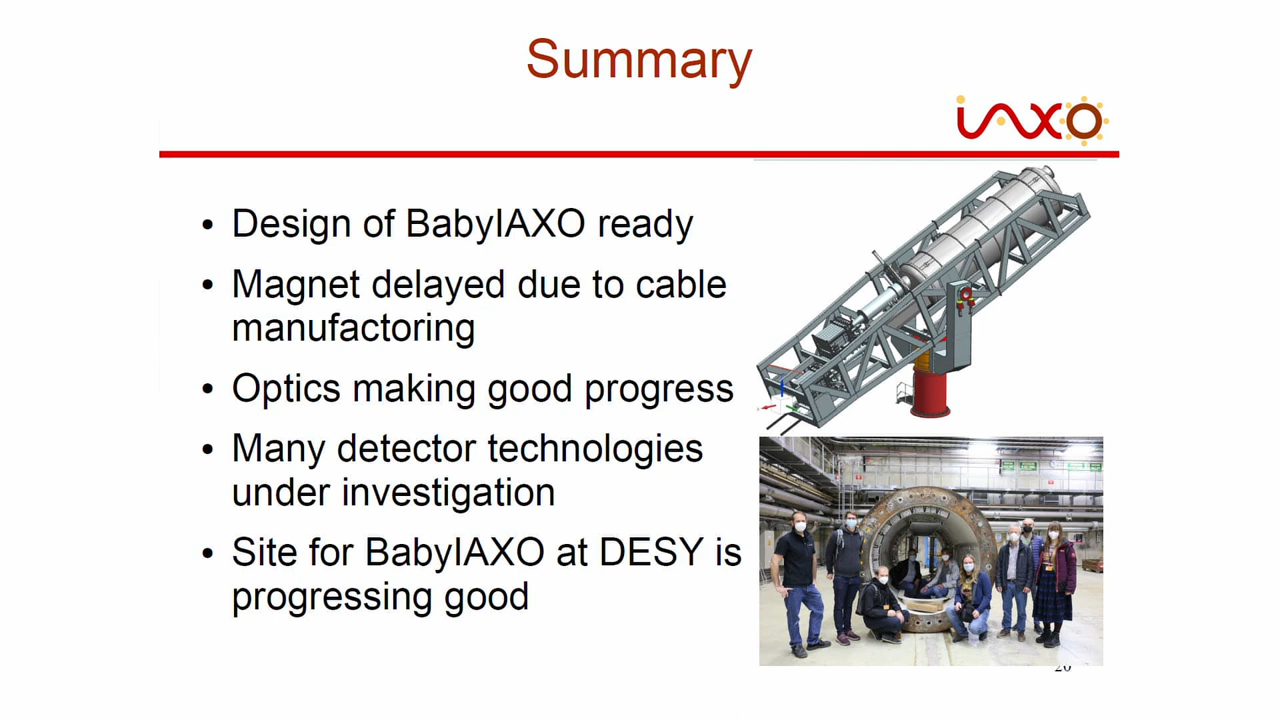 Summary
iAXO
• Design of BabyIAXO ready
• Magnet delayed due to cable
manufactoring
• Optics making good progress
• Many detector technologies
under investigation
• Site for BabyIAXO at DESY is
progressing good
20